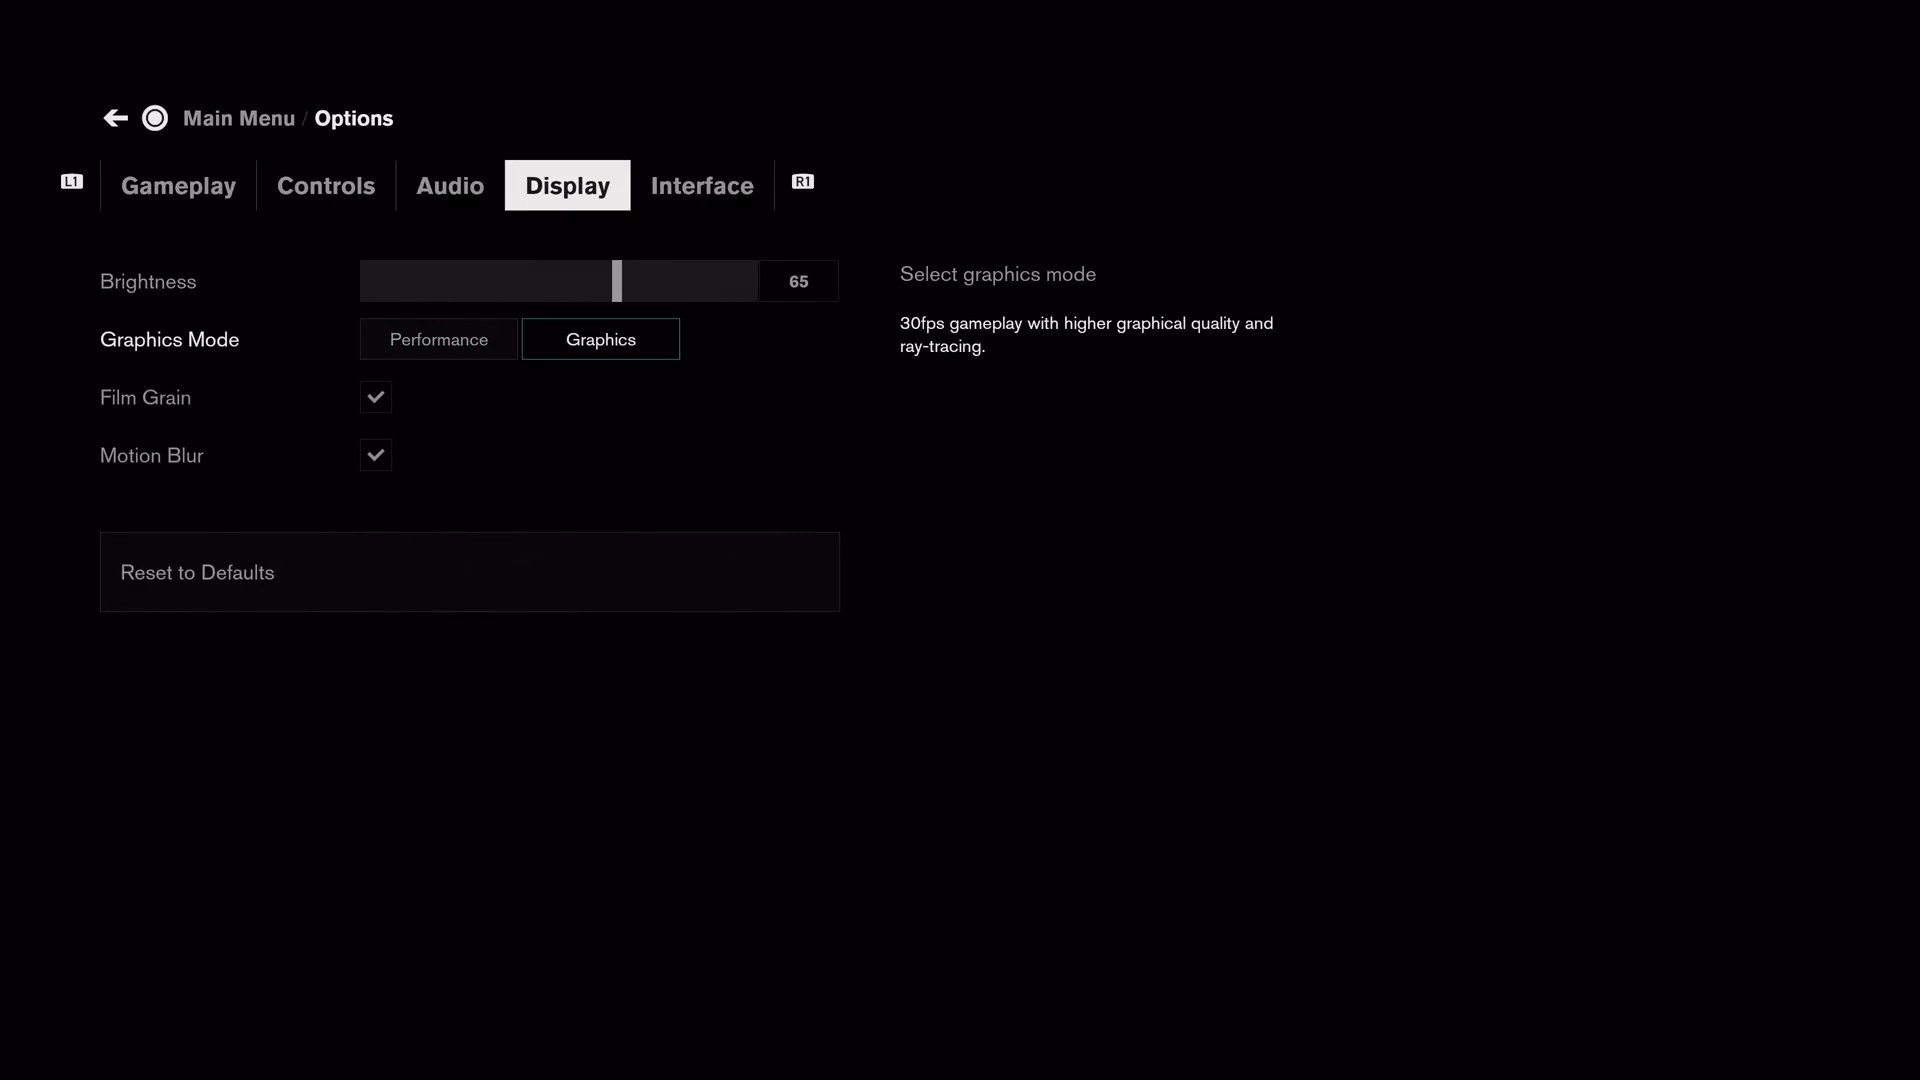 Main Menu / Options
L1 Gameplay Controls Audio Display Interface R1
Brightness 65
Graphics Mode Performance Graphics
Film Grain
Motion Blur
Reset to Defaults
Select graphics mode
30fps gameplay with higher graphical quality and
ray-tracing.